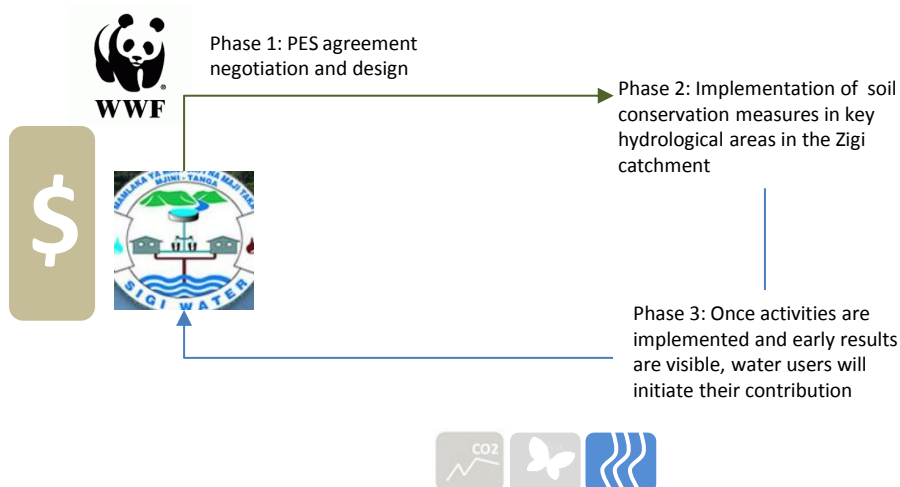 Phase 1: PES agreement
negotiation and design
WWF
®
Phase 2: Implementation of soil
conservation measures in key
hydrological areas in the Zigi
catchment
$
MJINI - TANGA
SIGI WATER
Phase 3: Once activities are
implemented and early results
are visible, water users will
initiate their contribution
CO2